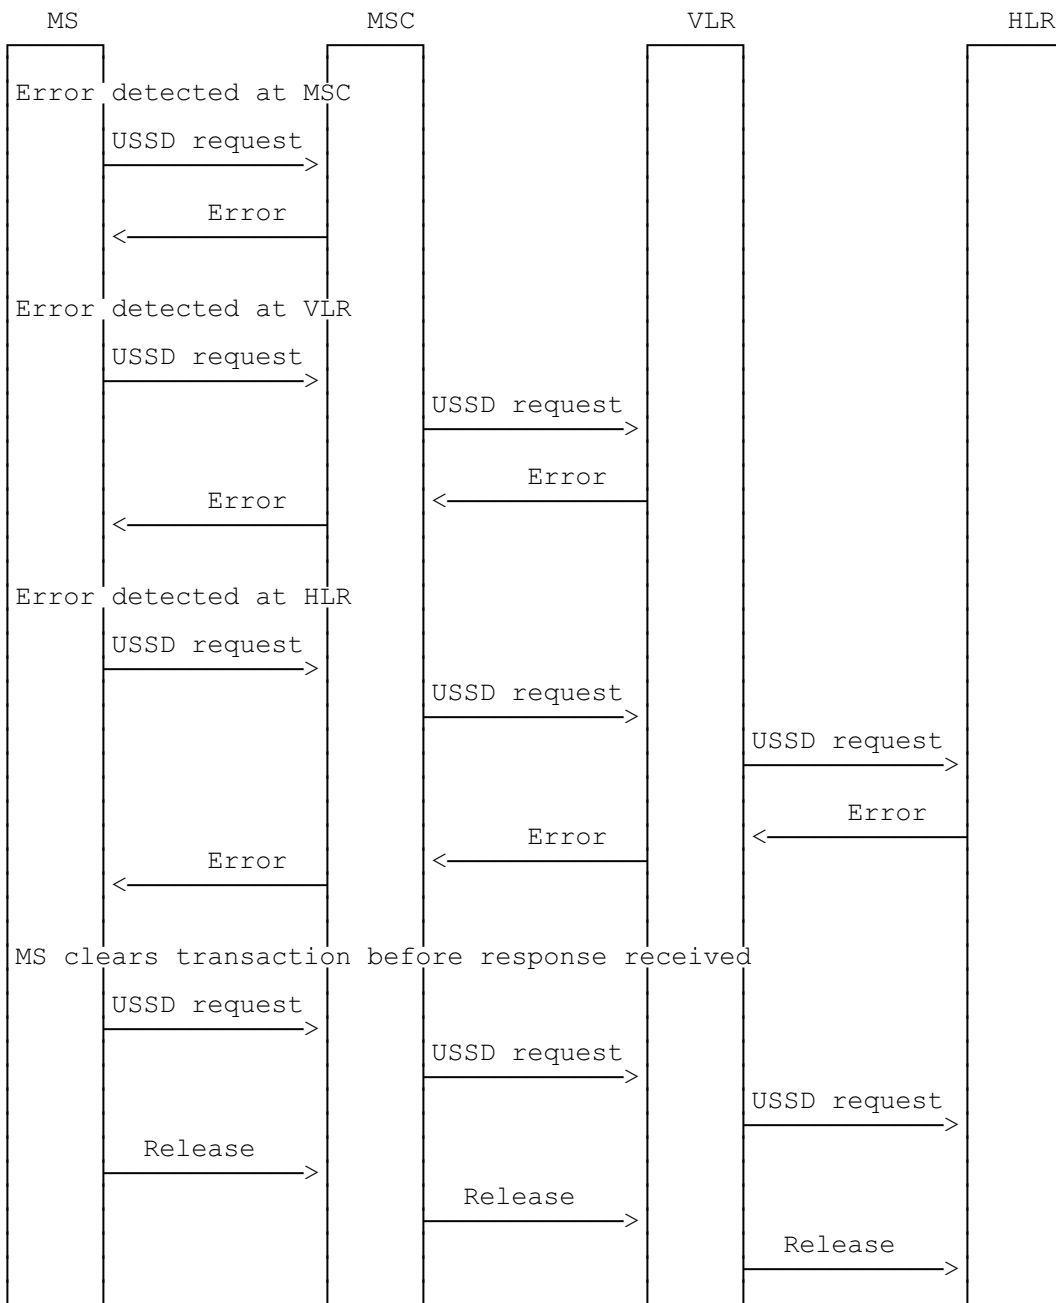 MS MSC VLR HLR
Error detected at MSC
USSD request
Error
Error detected at VLR
USSD request
USSD request
Error
Error
Error detected at HLR
USSD request
USSD request
USSD request
Error
Error
Error
MS clears transaction before response received
USSD request
USSD request
USSD request
Release
Release
Release